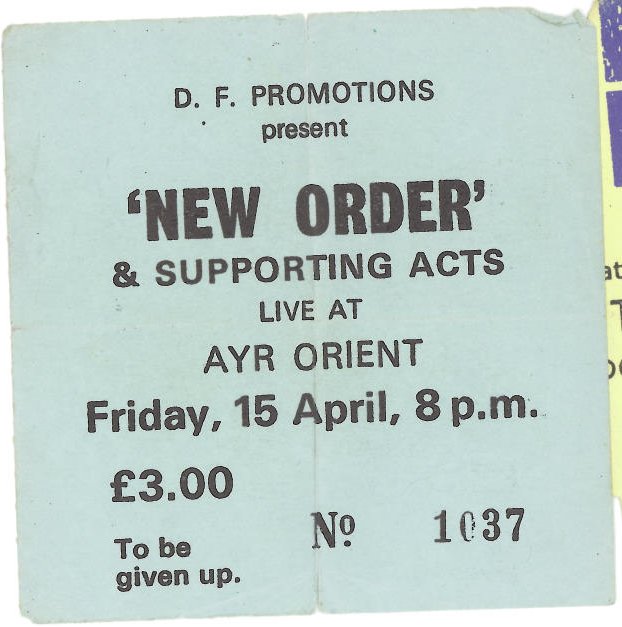 D. F. PROMOTIONS
present
'NEW ORDER'
& SUPPORTING ACTS
LIVE AT
AYR ORIENT
Friday, 15 April, 8 p.m.
£3.00
Nº 1037
To be
given up.